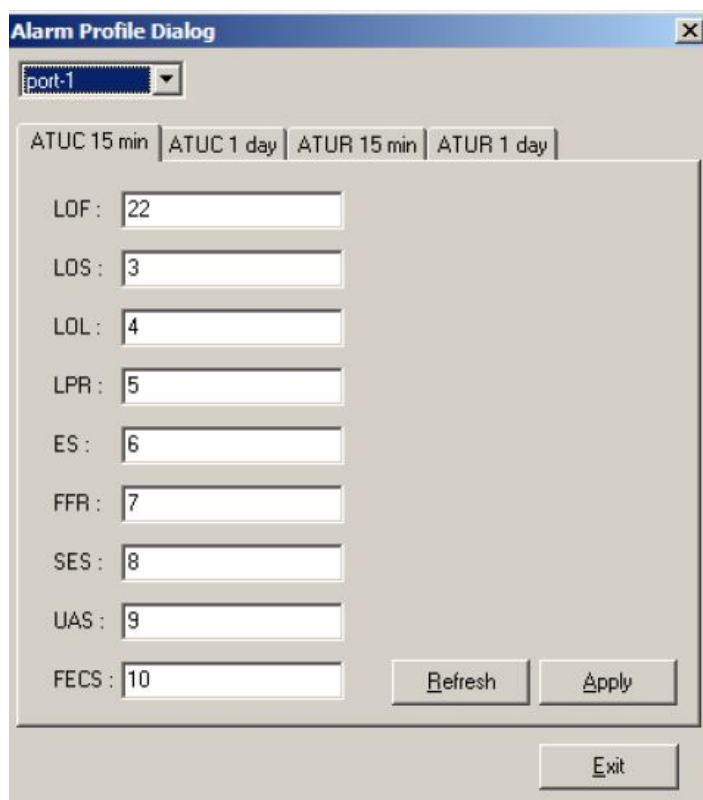 Alarm Profile Dialog
port-1
ATUC 15 min ATUC 1 day ATUR 15 min ATUR 1 day
LOF : 22
LOS : 3
LOL : 4
LPR : 5
ES : 6
FFR : 7
SES : 8
UAS : 9
FECS : 10
Refresh Apply
Exit